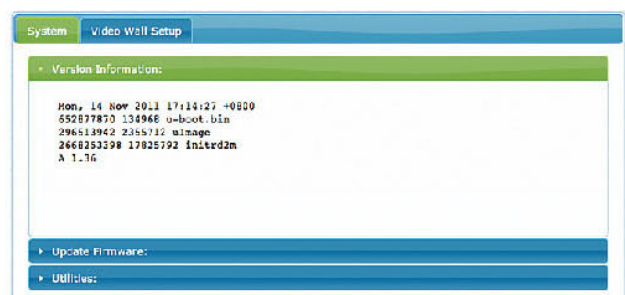 System Video Wall Setup
Version Information:
Mon, 14 Nov 2011 17:14:27 +0800
652877870 134968 u-boot.bin
296513942 2355712 uImage
2668253398 17825792 initrd2m
A 1.36
Update Firmware:
Utilities: